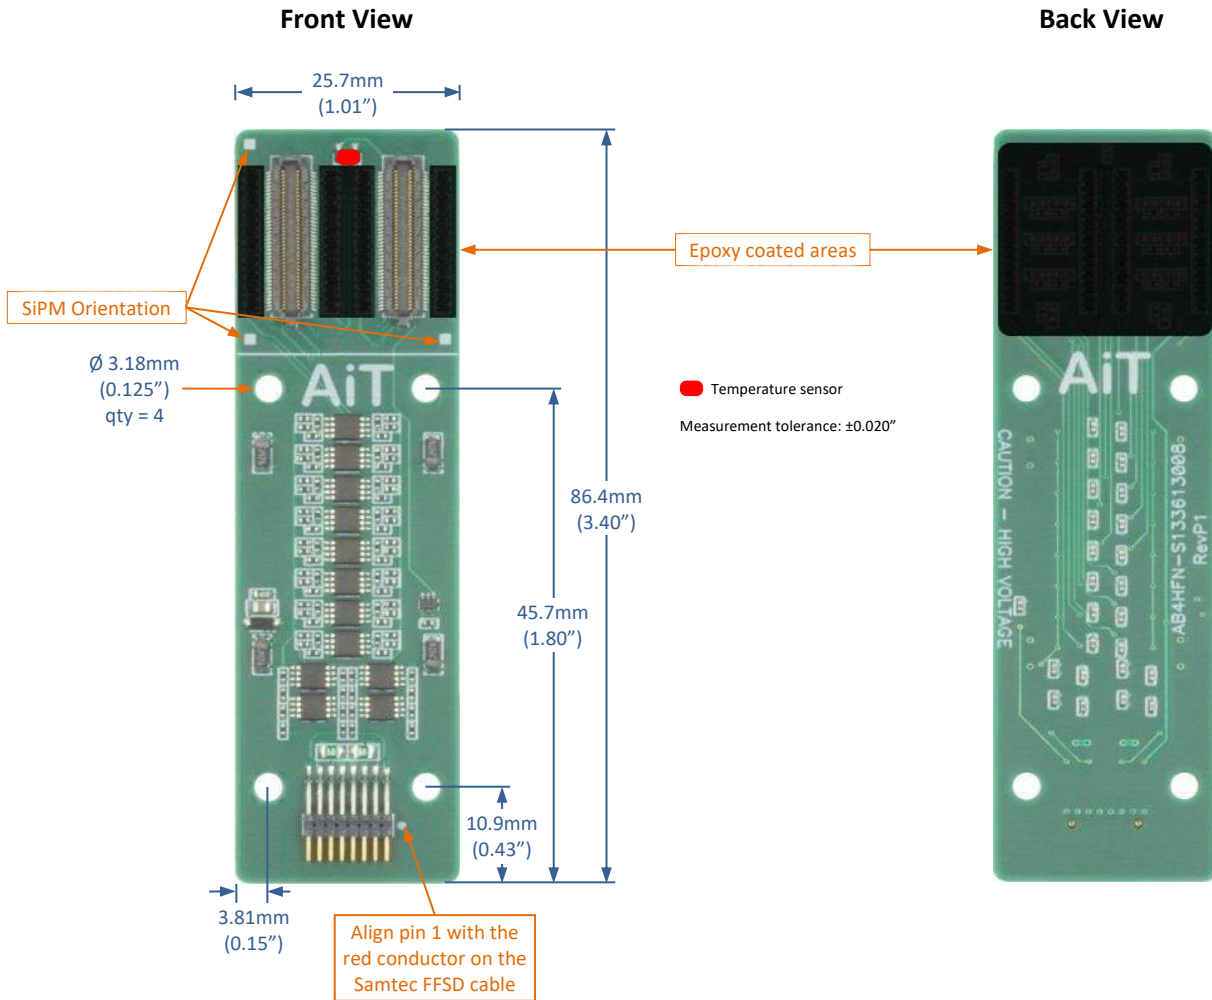 Front View
Back View
25.7mm
(1.01”)
Epoxy coated areas
SiPM Orientation
Ø 3.18mm
(0.125”)
qty = 4
AiT
AiT
Temperature sensor
Measurement tolerance: ±0.020”
86.4mm
(3.40”)
45.7mm
(1.80”)
CAUTION – HIGH VOLTAGE
AB4HFN–S133613008
RevP1
10.9mm
(0.43”)
3.81mm
(0.15”)
Align pin 1 with the
red conductor on the
Samtec FFSD cable